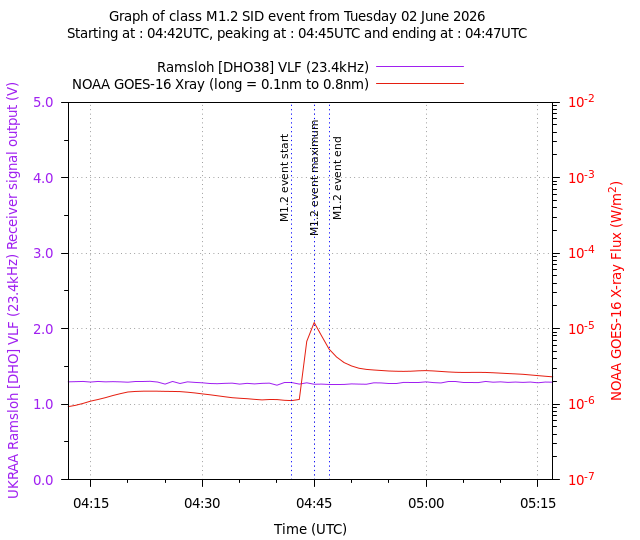 Graph of class M1.2 SID event from Tuesday 02 June 2026
Starting at : 04:42UTC, peaking at : 04:45UTC and ending at : 04:47UTC
Ramsloh [DHO38] VLF (23.4kHz)
NOAA GOES-16 Xray (long = 0.1nm to 0.8nm)
UKRAA Ramsloh [DHO] VLF (23.4kHz) Receiver signal output (V)
5.0
4.0
3.0
2.0
1.0
0.0
M1.2 event start
M1.2 event maximum
M1.2 event end
10-2
10-3
10-4
10-5
10-6
10-7
NOAA GOES-16 X-ray Flux (W/m2)
04:15 04:30 04:45 05:00 05:15
Time (UTC)